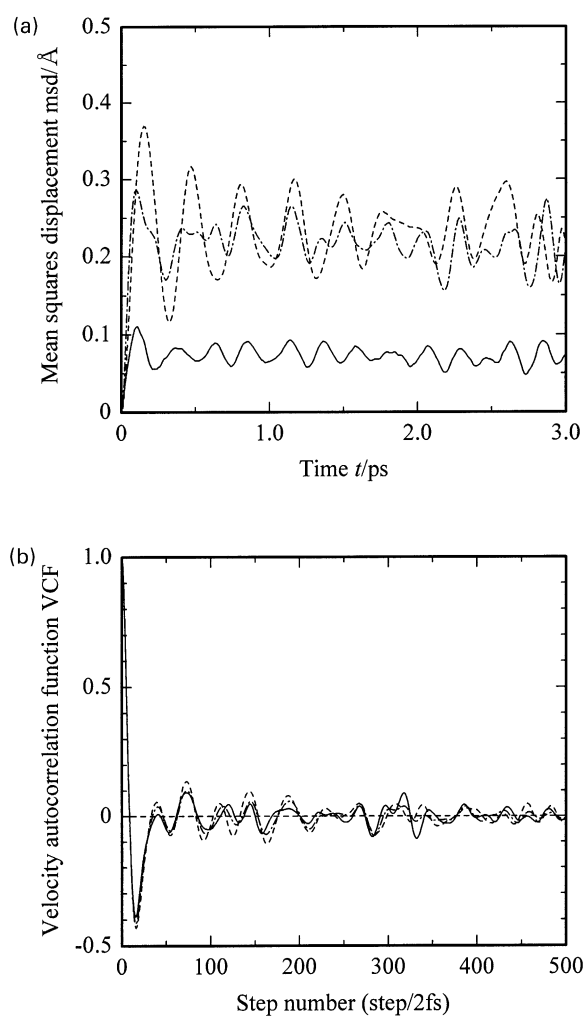 (a)
Mean squares displacement msd/Å
0.5
0.4
0.3
0.2
0.1
0
0 1.0 2.0 3.0
Time t/ps
(b)
Velocity autocorrelation function VCF
1.0
0.5
0
-0.5
0 100 200 300 400 500
Step number (step/2fs)